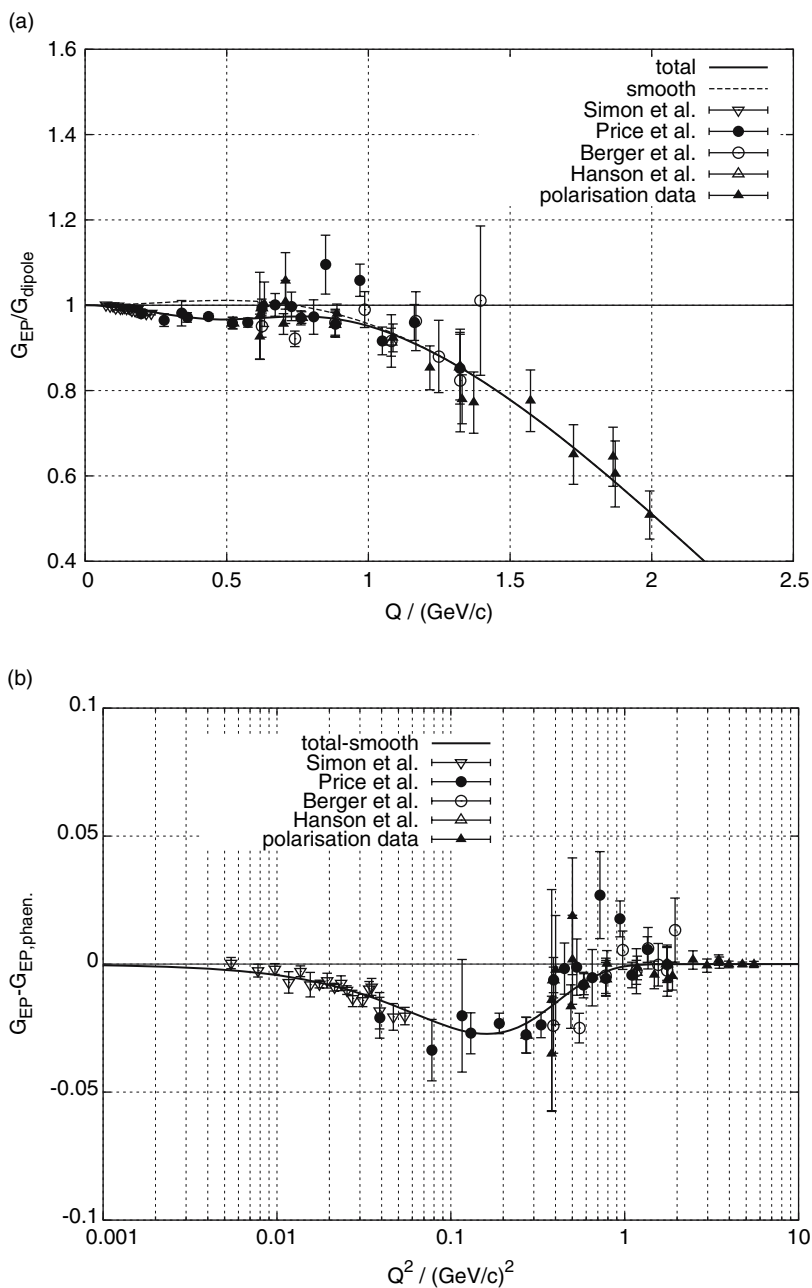 (a)
1.6
1.4
1.2
1
0.8
0.6
0.4
G_EP/G_dipole
total
smooth
Simon et al.
Price et al.
Berger et al.
Hanson et al.
polarisation data
0 0.5 1 1.5 2 2.5
Q / (GeV/c)
(b)
0.1
0.05
0
-0.05
-0.1
G_EP-G_EP,phaen.
total-smooth
Simon et al.
Price et al.
Berger et al.
Hanson et al.
polarisation data
0.001 0.01 0.1 1 10
Q² / (GeV/c)²